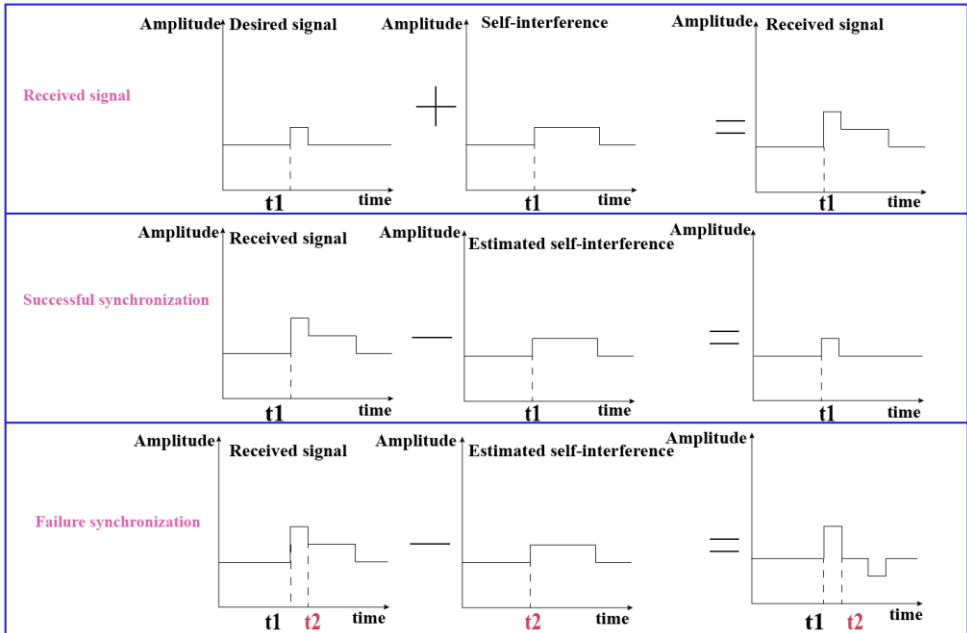 Amplitude Desired signal Amplitude Self-interference Amplitude Received signal
Received signal
+ =
t1 time t1 time t1 time
Amplitude Received signal Amplitude Estimated self-interference Amplitude
Successful synchronization
— =
t1 time t1 time t1 time
Amplitude Received signal Amplitude Estimated self-interference Amplitude
Failure synchronization
— =
t1 t2 time t2 time t1 t2 time